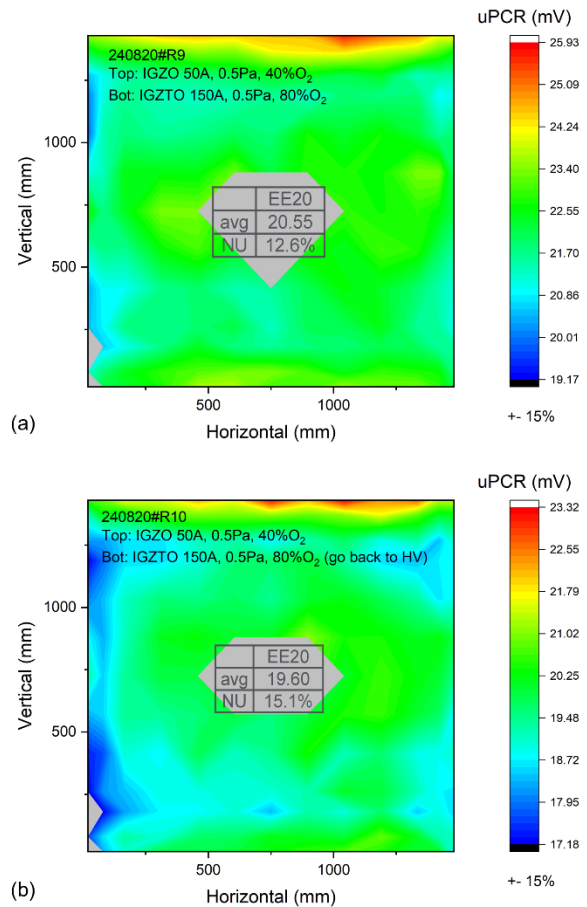 uPCR (mV)
240820#R9
Top: IGZO 50A, 0.5Pa, 40%O₂
Bot: IGZTO 150A, 0.5Pa, 80%O₂
EE20
avg 20.55
NU 12.6%
1000
500
Vertical (mm)
500 1000
Horizontal (mm)
25.93
25.09
24.24
23.40
22.55
21.70
20.86
20.01
19.17
+- 15%
(a)
uPCR (mV)
240820#R10
Top: IGZO 50A, 0.5Pa, 40%O₂
Bot: IGZTO 150A, 0.5Pa, 80%O₂ (go back to HV)
EE20
avg 19.60
NU 15.1%
1000
500
Vertical (mm)
500 1000
Horizontal (mm)
23.32
22.55
21.79
21.02
20.25
19.48
18.72
17.95
17.18
+- 15%
(b)